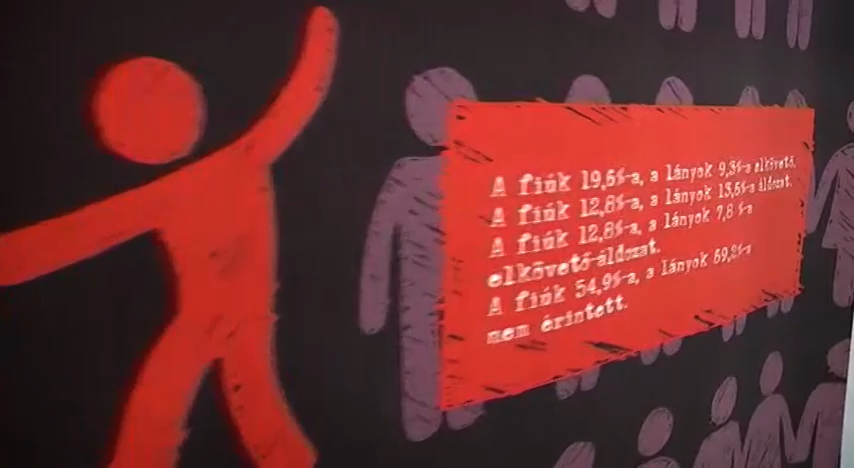 A fiúk 19,6%-a, a lányok 9,3%-a elkövető.
A fiúk 12,8%-a, a lányok 13,6%-a áldozat.
A fiúk 12,8%-a, a lányok 7,8 %-a
elkövető-áldozat.
A fiúk 54,9%-a, a lányok 69,3%-a
nem érintett.